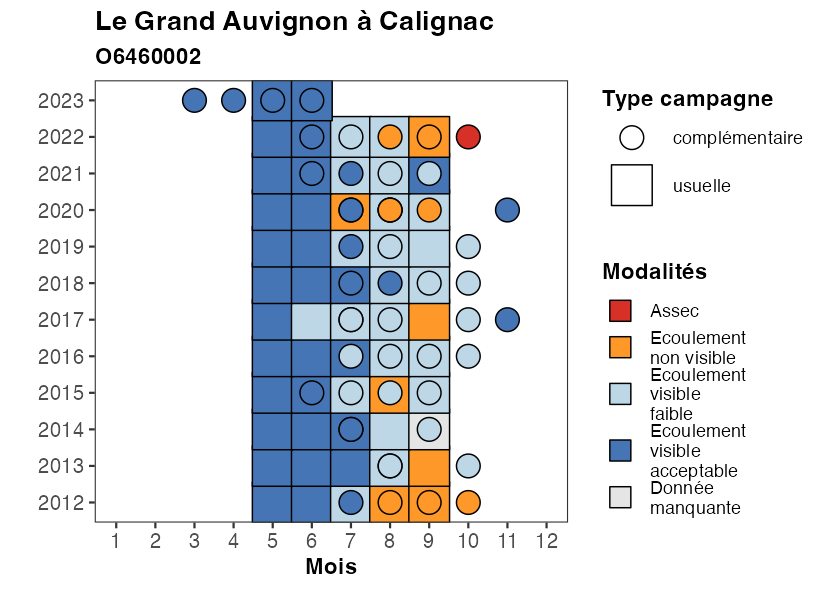 Le Grand Auvignon à Calignac
O6460002
2023
2022
2021
2020
2019
2018
2017
2016
2015
2014
2013
2012
1 2 3 4 5 6 7 8 9 10 11 12
Mois
Type campagne
complémentaire
usuelle
Modalités
Assec
Ecoulement
non visible
Ecoulement
visible
faible
Ecoulement
visible
acceptable
Donnée
manquante